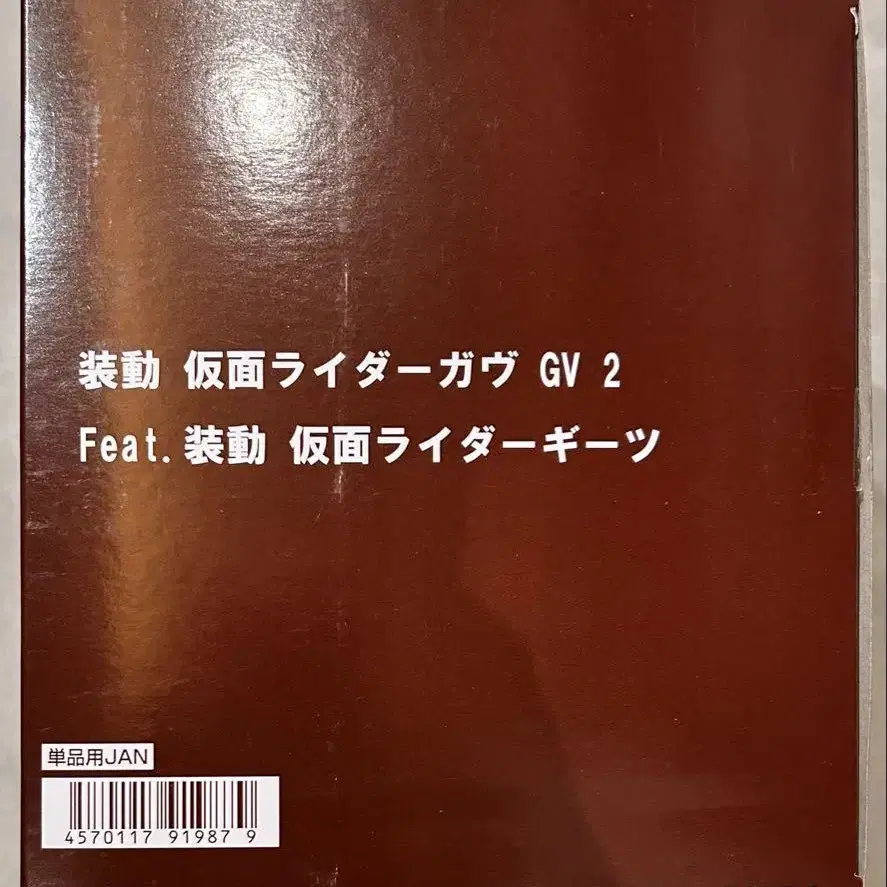 装動 仮面ライダーガヴ GV 2
Feat.装動 仮面ライダーギーツ
単品用JAN
4570117 91987 9